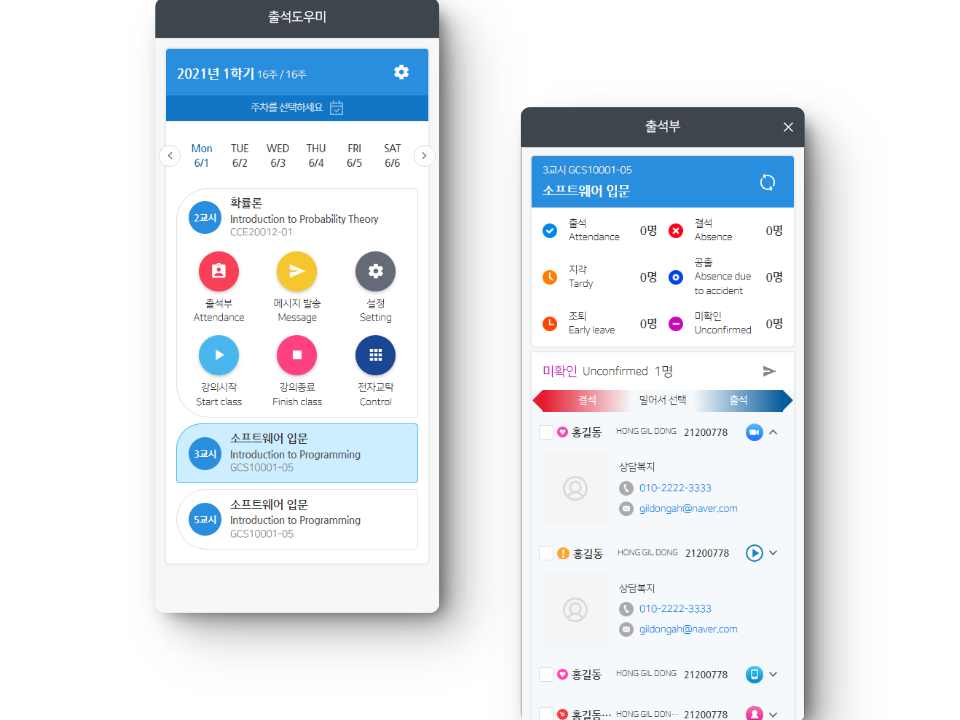 출석도우미
2021년 1학기 16주 / 16주
주차를 선택하세요
Mon TUE WED THU FRI SAT
6/1 6/2 6/3 6/4 6/5 6/6
2교시
확률론
Introduction to Probability Theory
CCE20012-01
출석부 메시지 발송 설정
Attendance Message Setting
강의시작 강의종료 전자교탁
Start class Finish class Control
3교시
소프트웨어 입문
Introduction to Programming
GCS10001-05
5교시
소프트웨어 입문
Introduction to Programming
GCS10001-05
출석부
3교시 GCS10001-05
소프트웨어 입문
출석
Attendance
0명
결석
Absence
0명
지각
Tardy
0명
공출
Absence due
to accident
0명
조퇴
Early leave
0명
미확인
Unconfirmed
0명
미확인 Unconfirmed 1명
결석 밀어서 선택 출석
홍길동 HONG GIL DONG 21200778
상담복지
010-2222-3333
gildongah@naver.com
홍길동 HONG GIL DONG 21200778
상담복지
010-2222-3333
gildongah@naver.com
홍길동 HONG GIL DONG 21200778
홍길동··· HONG GIL DON··· 21200778